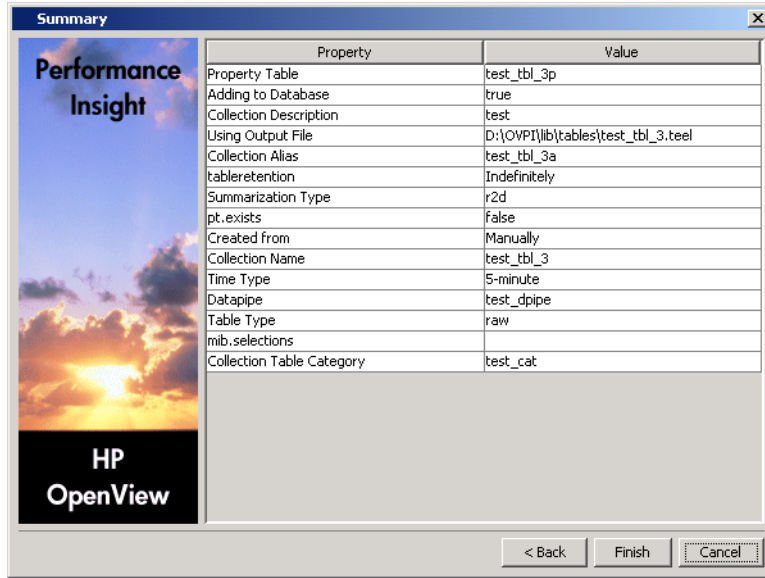 Summary
Performance
Insight
HP
OpenView
Property Value
Property Table test_tbl_3p
Adding to Database true
Collection Description test
Using Output File D:\OVPI\lib\tables\test_tbl_3.teel
Collection Alias test_tbl_3a
tableretention Indefinitely
Summarization Type r2d
pt.exists false
Created from Manually
Collection Name test_tbl_3
Time Type 5-minute
Datapipe test_dpipe
Table Type raw
mib.selections
Collection Table Category test_cat
< Back Finish Cancel